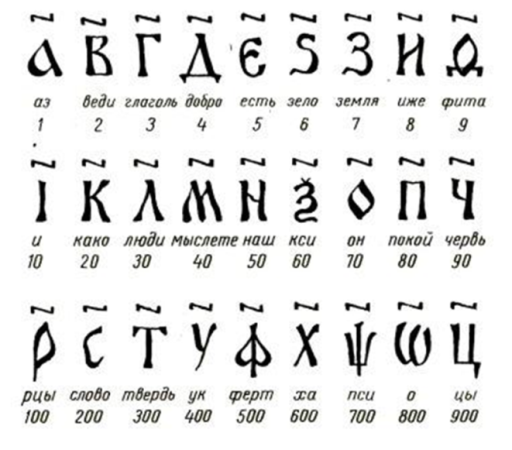 А В Г Д Є Ѕ З И Ѳ
аз веди глаголь добро есть зело земля иже фита
1 2 3 4 5 6 7 8 9
І К Л М Н Ѯ О П Ч
и како люди мыслете наш кси он покой червь
10 20 30 40 50 60 70 80 90
Р С Т У Ф Х Ѱ Ѡ Ц
рцы слово твердь ук ферт ха пси о цы
100 200 300 400 500 600 700 800 900